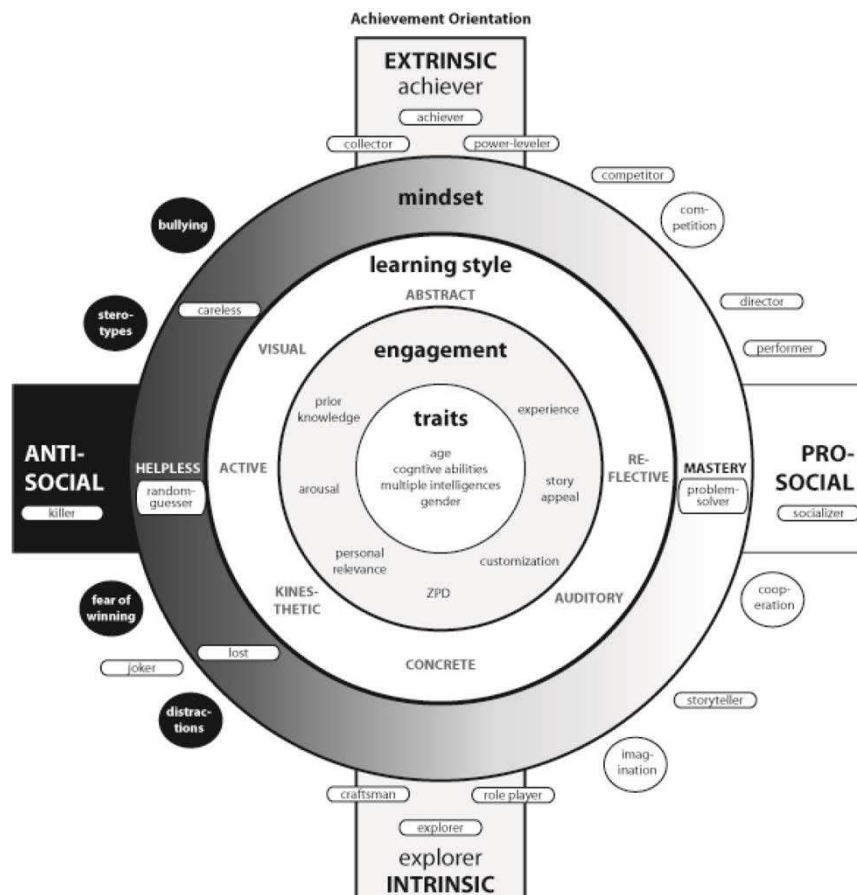 Achievement Orientation
EXTRINSIC
achiever
achiever
collector
power-leveler
competitor
mindset
com-
petition
bullying
learning style
ABSTRACT
careless
director
stero-
types
VISUAL
engagement
performer
prior
knowledge
experience
traits
ANTI-
SOCIAL
killer
HELPLESS
random-
guesser
ACTIVE
arousal
age
cogntive abilities
multiple intelligences
gender
story
appeal
RE-
FLECTIVE
MASTERY
problem-
solver
PRO-
SOCIAL
socializer
personal
relevance
customization
ZPD
KINES-
THETIC
AUDITORY
fear of
winning
coop-
eration
lost
joker
CONCRETE
storyteller
distrac-
tions
imag-
ination
craftsman
role player
explorer
explorer
INTRINSIC